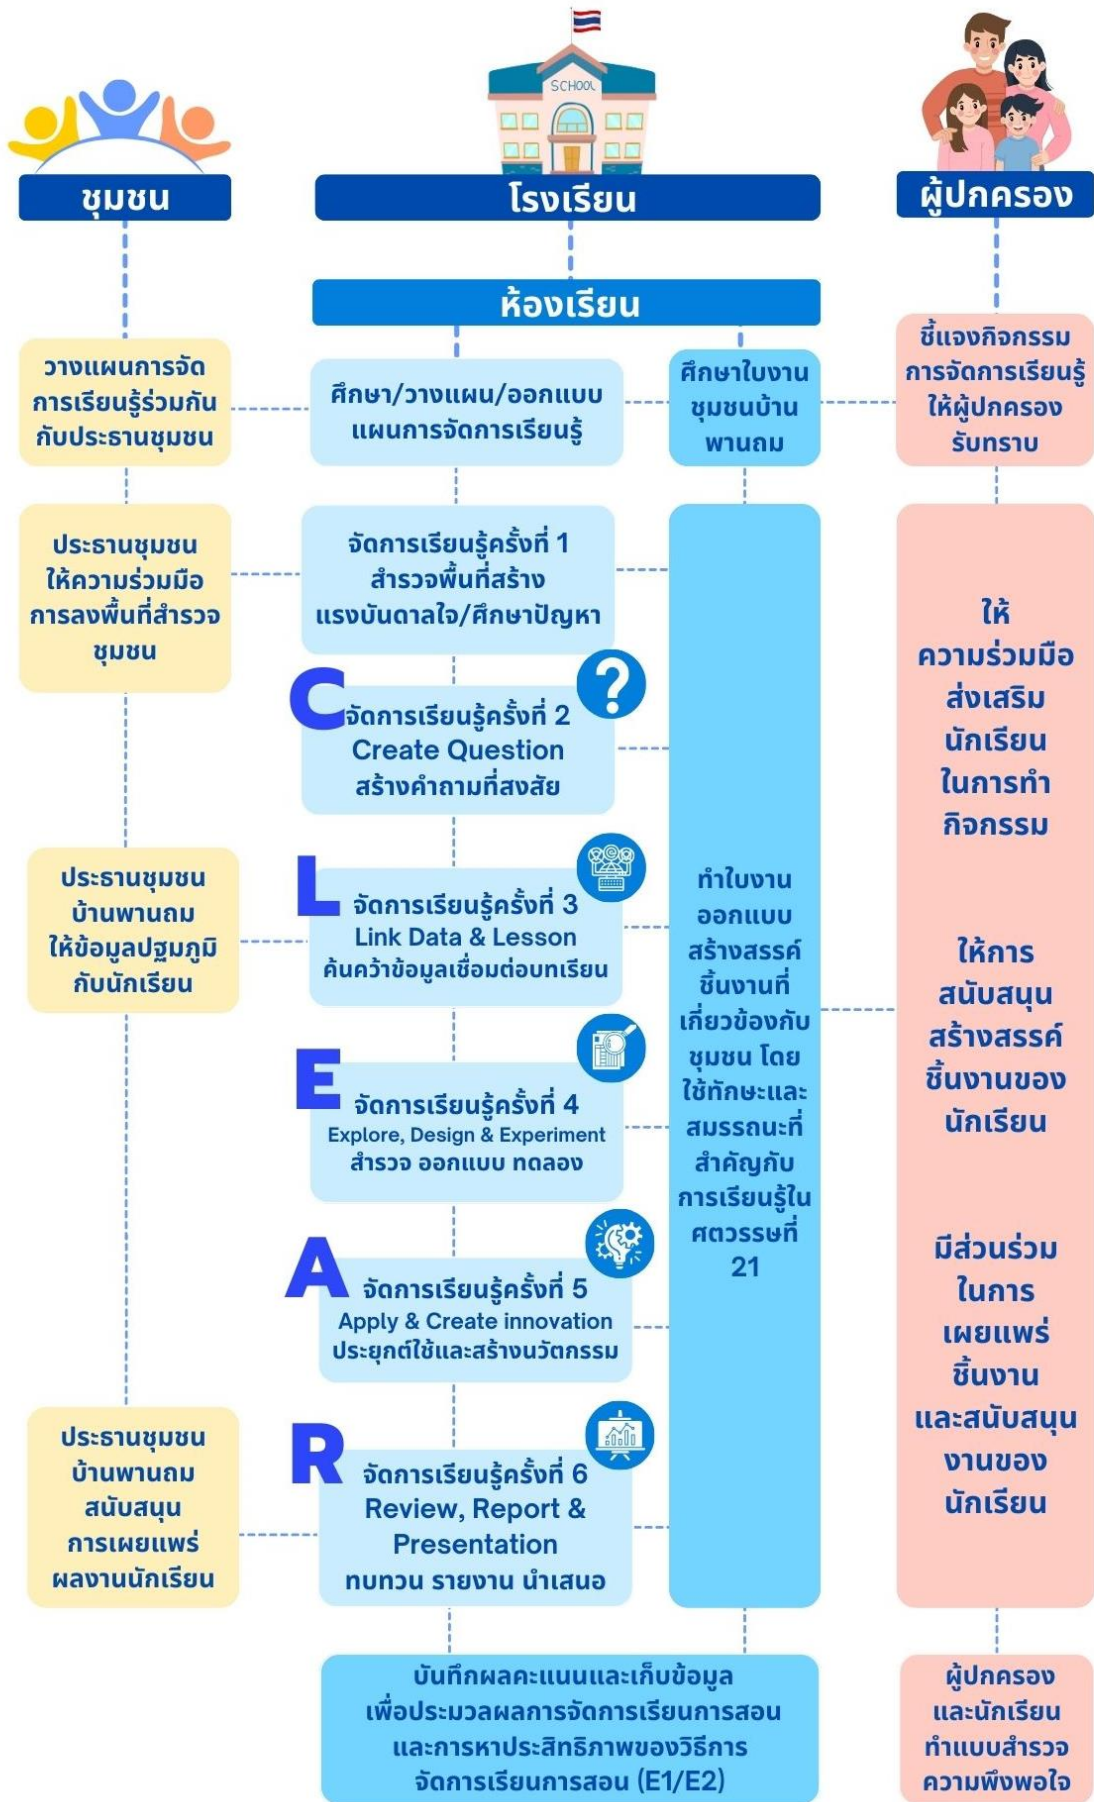 SCHOOL
ชุมชน
โรงเรียน
ผู้ปกครอง
ห้องเรียน
วางแผนการจัด
การเรียนรู้ร่วมกัน
กับประธานชุมชน
ศึกษา/วางแผน/ออกแบบ
แผนการจัดการเรียนรู้
ศึกษาใบงาน
ชุมชนบ้าน
พานถม
ชี้แจงกิจกรรม
การจัดการเรียนรู้
ให้ผู้ปกครอง
รับทราบ
ประธานชุมชน
ให้ความร่วมมือ
การลงพื้นที่สำรวจ
ชุมชน
จัดการเรียนรู้ครั้งที่ 1
สำรวจพื้นที่สร้าง
แรงบันดาลใจ/ศึกษาปัญหา
C
?
จัดการเรียนรู้ครั้งที่ 2
Create Question
สร้างคำถามที่สงสัย
ประธานชุมชน
บ้านพานถม
ให้ข้อมูลปฐมภูมิ
กับนักเรียน
L
จัดการเรียนรู้ครั้งที่ 3
Link Data & Lesson
ค้นคว้าข้อมูลเชื่อมต่อบทเรียน
E
จัดการเรียนรู้ครั้งที่ 4
Explore, Design & Experiment
สำรวจ ออกแบบ ทดลอง
A
จัดการเรียนรู้ครั้งที่ 5
Apply & Create innovation
ประยุกต์ใช้และสร้างนวัตกรรม
ประธานชุมชน
บ้านพานถม
สนับสนุน
การเผยแพร่
ผลงานนักเรียน
R
จัดการเรียนรู้ครั้งที่ 6
Review, Report &
Presentation
ทบทวน รายงาน นำเสนอ
ทำใบงาน
ออกแบบ
สร้างสรรค์
ชิ้นงานที่
เกี่ยวข้องกับ
ชุมชน โดย
ใช้ทักษะและ
สมรรถนะที่
สำคัญกับ
การเรียนรู้ใน
ศตวรรษที่
21
ให้
ความร่วมมือ
ส่งเสริม
นักเรียน
ในการทำ
กิจกรรม
ให้การ
สนับสนุน
สร้างสรรค์
ชิ้นงานของ
นักเรียน
มีส่วนร่วม
ในการ
เผยแพร่
ชิ้นงาน
และสนับสนุน
งานของ
นักเรียน
บันทึกผลคะแนนและเก็บข้อมูล
เพื่อประมวลผลการจัดการเรียนการสอน
และการหาประสิทธิภาพของวิธีการ
จัดการเรียนการสอน (E1/E2)
ผู้ปกครอง
และนักเรียน
ทำแบบสำรวจ
ความพึงพอใจ